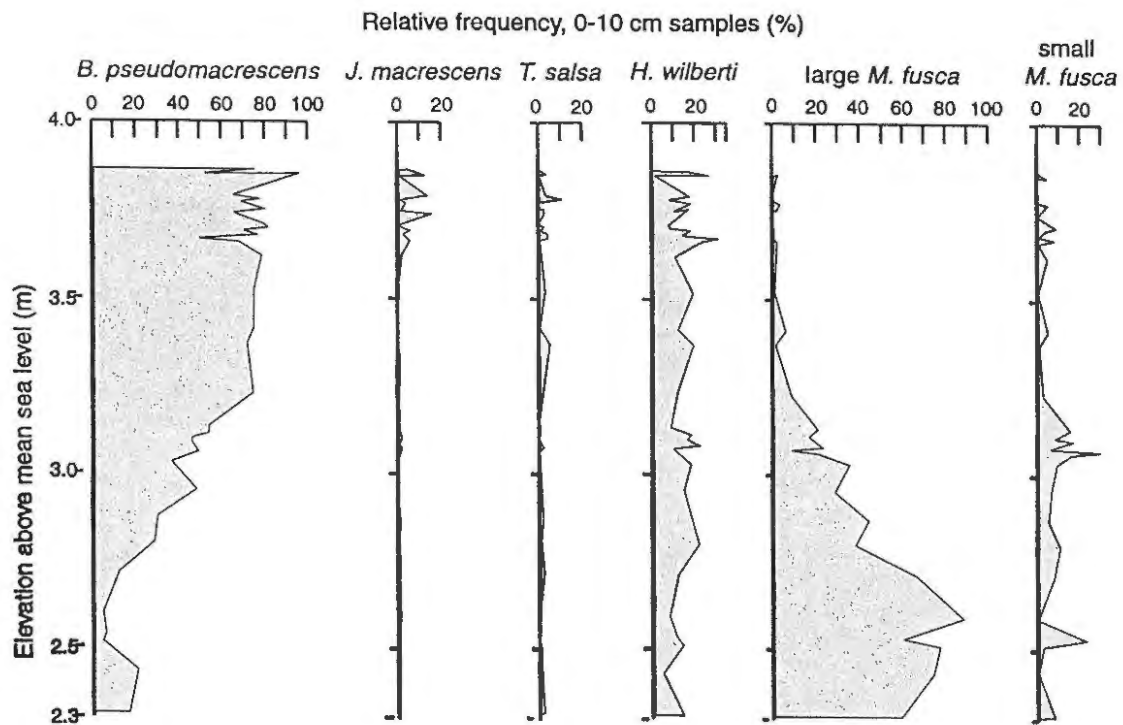 Relative frequency, 0-10 cm samples (%)
B. pseudomacrescens J. macrescens T. salsa H. wilberti large M. fusca small M. fusca
0 20 40 60 80 100 0 20 0 20 0 20 0 20 40 60 80 100 0 20
Elevation above mean sea level (m)
4.0
3.5
3.0
2.5
2.3